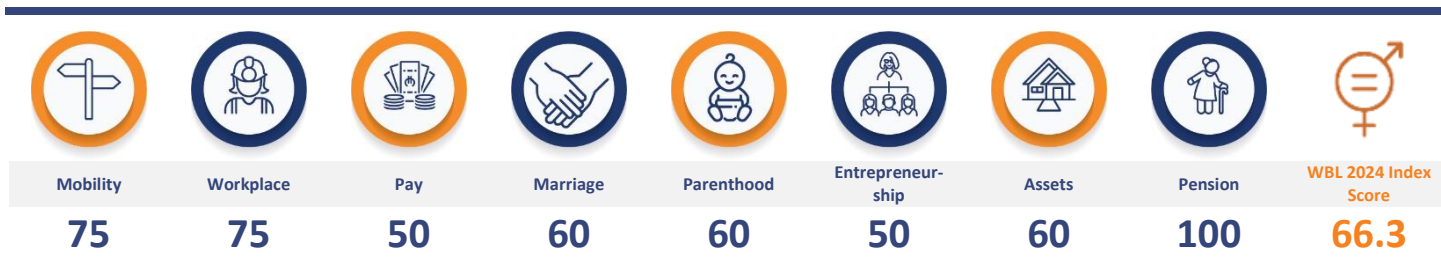 Mobility
Workplace
Pay
Marriage
Parenthood
Entrepreneur-
ship
Assets
Pension
WBL 2024 Index
Score
75
75
50
60
60
50
60
100
66.3